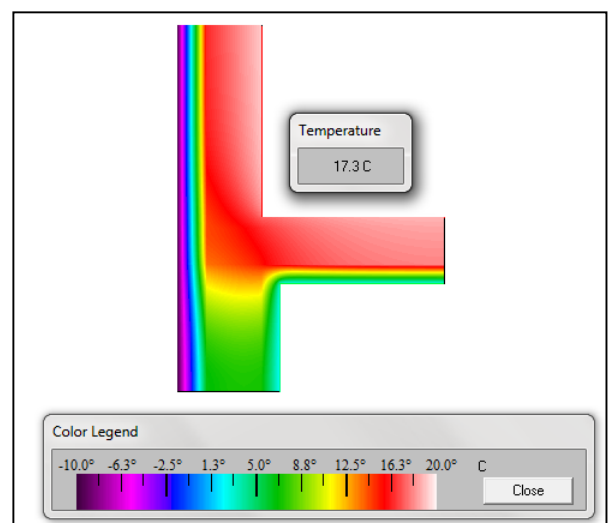 Temperature
17.3 C
Color Legend
-10.0° -6.3° -2.5° 1.3° 5.0° 8.8° 12.5° 16.3° 20.0° C
Close